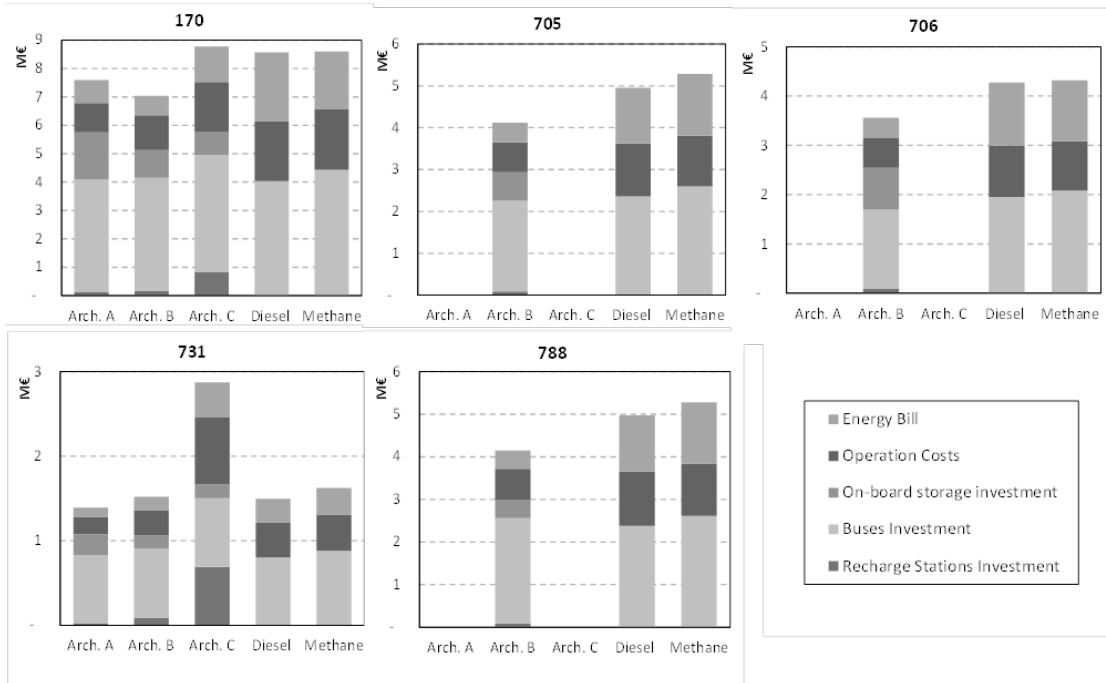 170
M€
9
8
7
6
5
4
3
2
1
-
Arch. A Arch. B Arch. C Diesel Methane
705
M€
6
5
4
3
2
1
-
Arch. A Arch. B Arch. C Diesel Methane
706
M€
5
4
3
2
1
-
Arch. A Arch. B Arch. C Diesel Methane
731
M€
3
2
1
-
Arch. A Arch. B Arch. C Diesel Methane
788
M€
6
5
4
3
2
1
-
Arch. A Arch. B Arch. C Diesel Methane
Energy Bill
Operation Costs
On-board storage investment
Buses Investment
Recharge Stations Investment